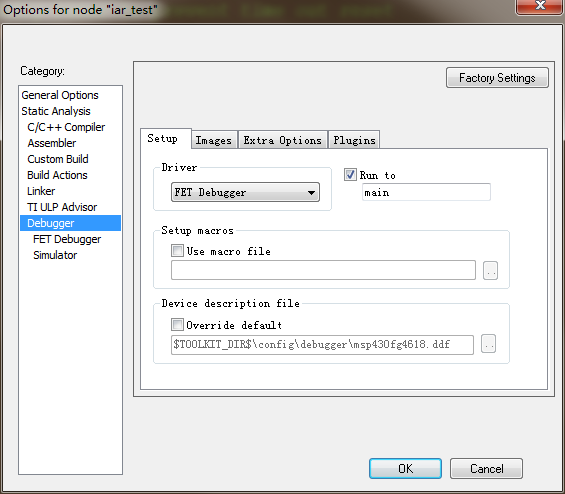 Options for node "iar_test"
Category:
Factory Settings
General Options
Static Analysis
C/C++ Compiler
Assembler
Custom Build
Build Actions
Linker
TI ULP Advisor
Debugger
FET Debugger
Simulator
Setup
Images
Extra Options
Plugins
Driver
FET Debugger
Run to
main
Setup macros
Use macro file
..
Device description file
Override default
$TOOLKIT_DIR$\config\debugger\msp430fg4618.ddf
..
OK
Cancel